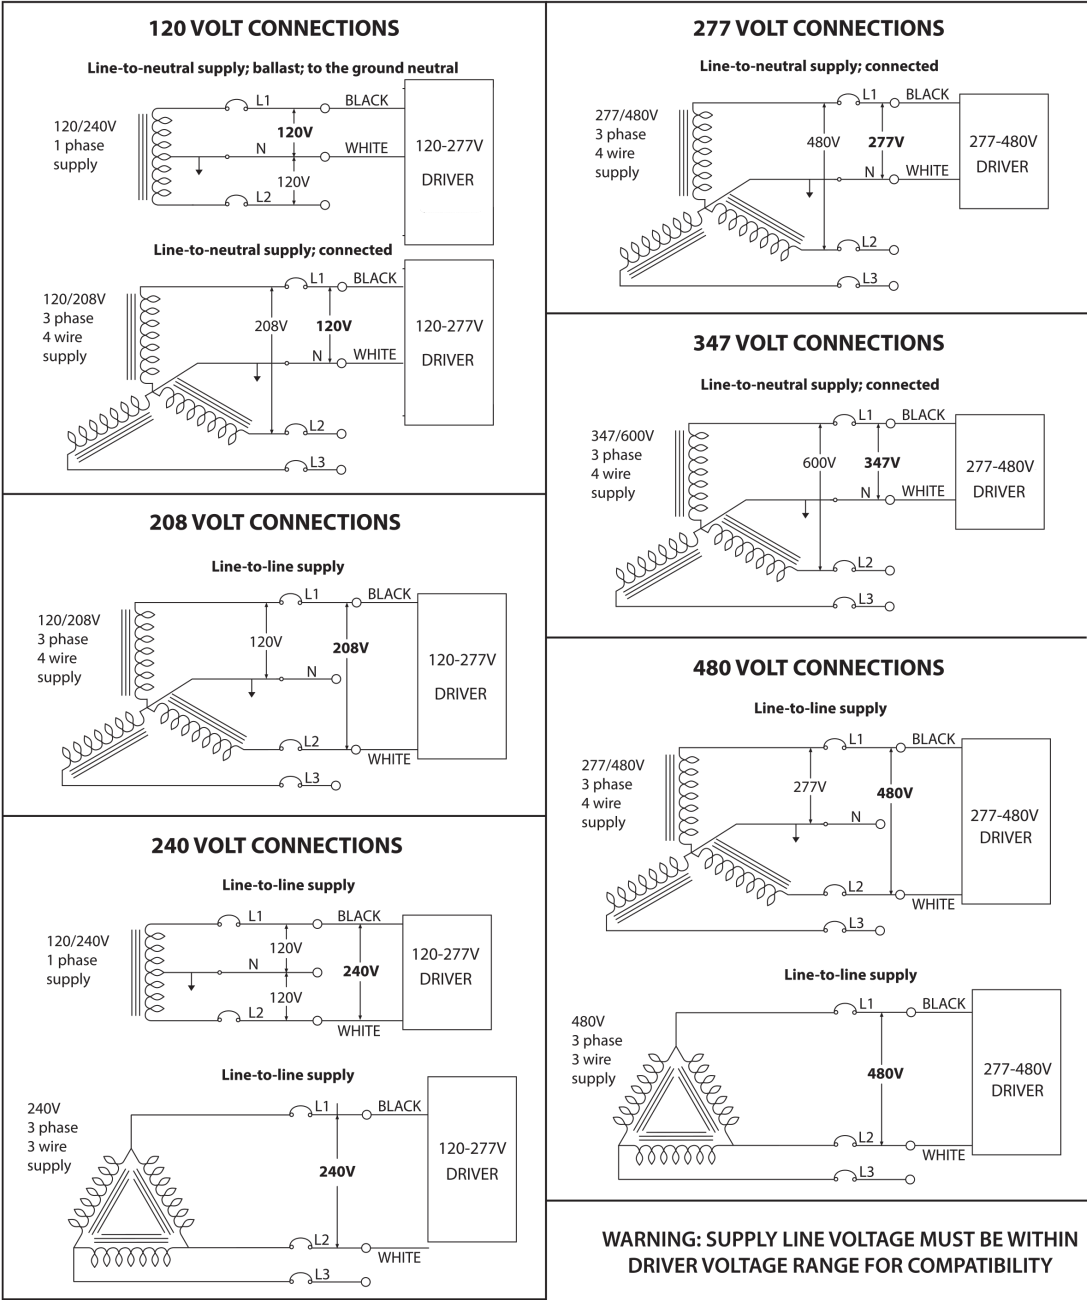 120 VOLT CONNECTIONS
Line-to-neutral supply; ballast; to the ground neutral
120/240V
1 phase
supply
L1
BLACK
120V
N
WHITE
120V
L2
120-277V
DRIVER
Line-to-neutral supply; connected
120/208V
3 phase
4 wire
supply
L1
BLACK
208V
120V
N
WHITE
L2
L3
120-277V
DRIVER
208 VOLT CONNECTIONS
Line-to-line supply
120/208V
3 phase
4 wire
supply
L1
BLACK
120V
208V
N
L2
WHITE
L3
120-277V
DRIVER
240 VOLT CONNECTIONS
Line-to-line supply
120/240V
1 phase
supply
L1
BLACK
120V
N
240V
120V
L2
WHITE
120-277V
DRIVER
Line-to-line supply
240V
3 phase
3 wire
supply
L1
BLACK
240V
L2
WHITE
L3
120-277V
DRIVER
277 VOLT CONNECTIONS
Line-to-neutral supply; connected
277/480V
3 phase
4 wire
supply
L1
BLACK
480V
277V
N
WHITE
L2
L3
277-480V
DRIVER
347 VOLT CONNECTIONS
Line-to-neutral supply; connected
347/600V
3 phase
4 wire
supply
L1
BLACK
600V
347V
N
WHITE
L2
L3
277-480V
DRIVER
480 VOLT CONNECTIONS
Line-to-line supply
277/480V
3 phase
4 wire
supply
L1
BLACK
277V
480V
N
L2
WHITE
L3
277-480V
DRIVER
Line-to-line supply
480V
3 phase
3 wire
supply
L1
BLACK
480V
L2
WHITE
L3
277-480V
DRIVER
WARNING: SUPPLY LINE VOLTAGE MUST BE WITHIN
DRIVER VOLTAGE RANGE FOR COMPATIBILITY